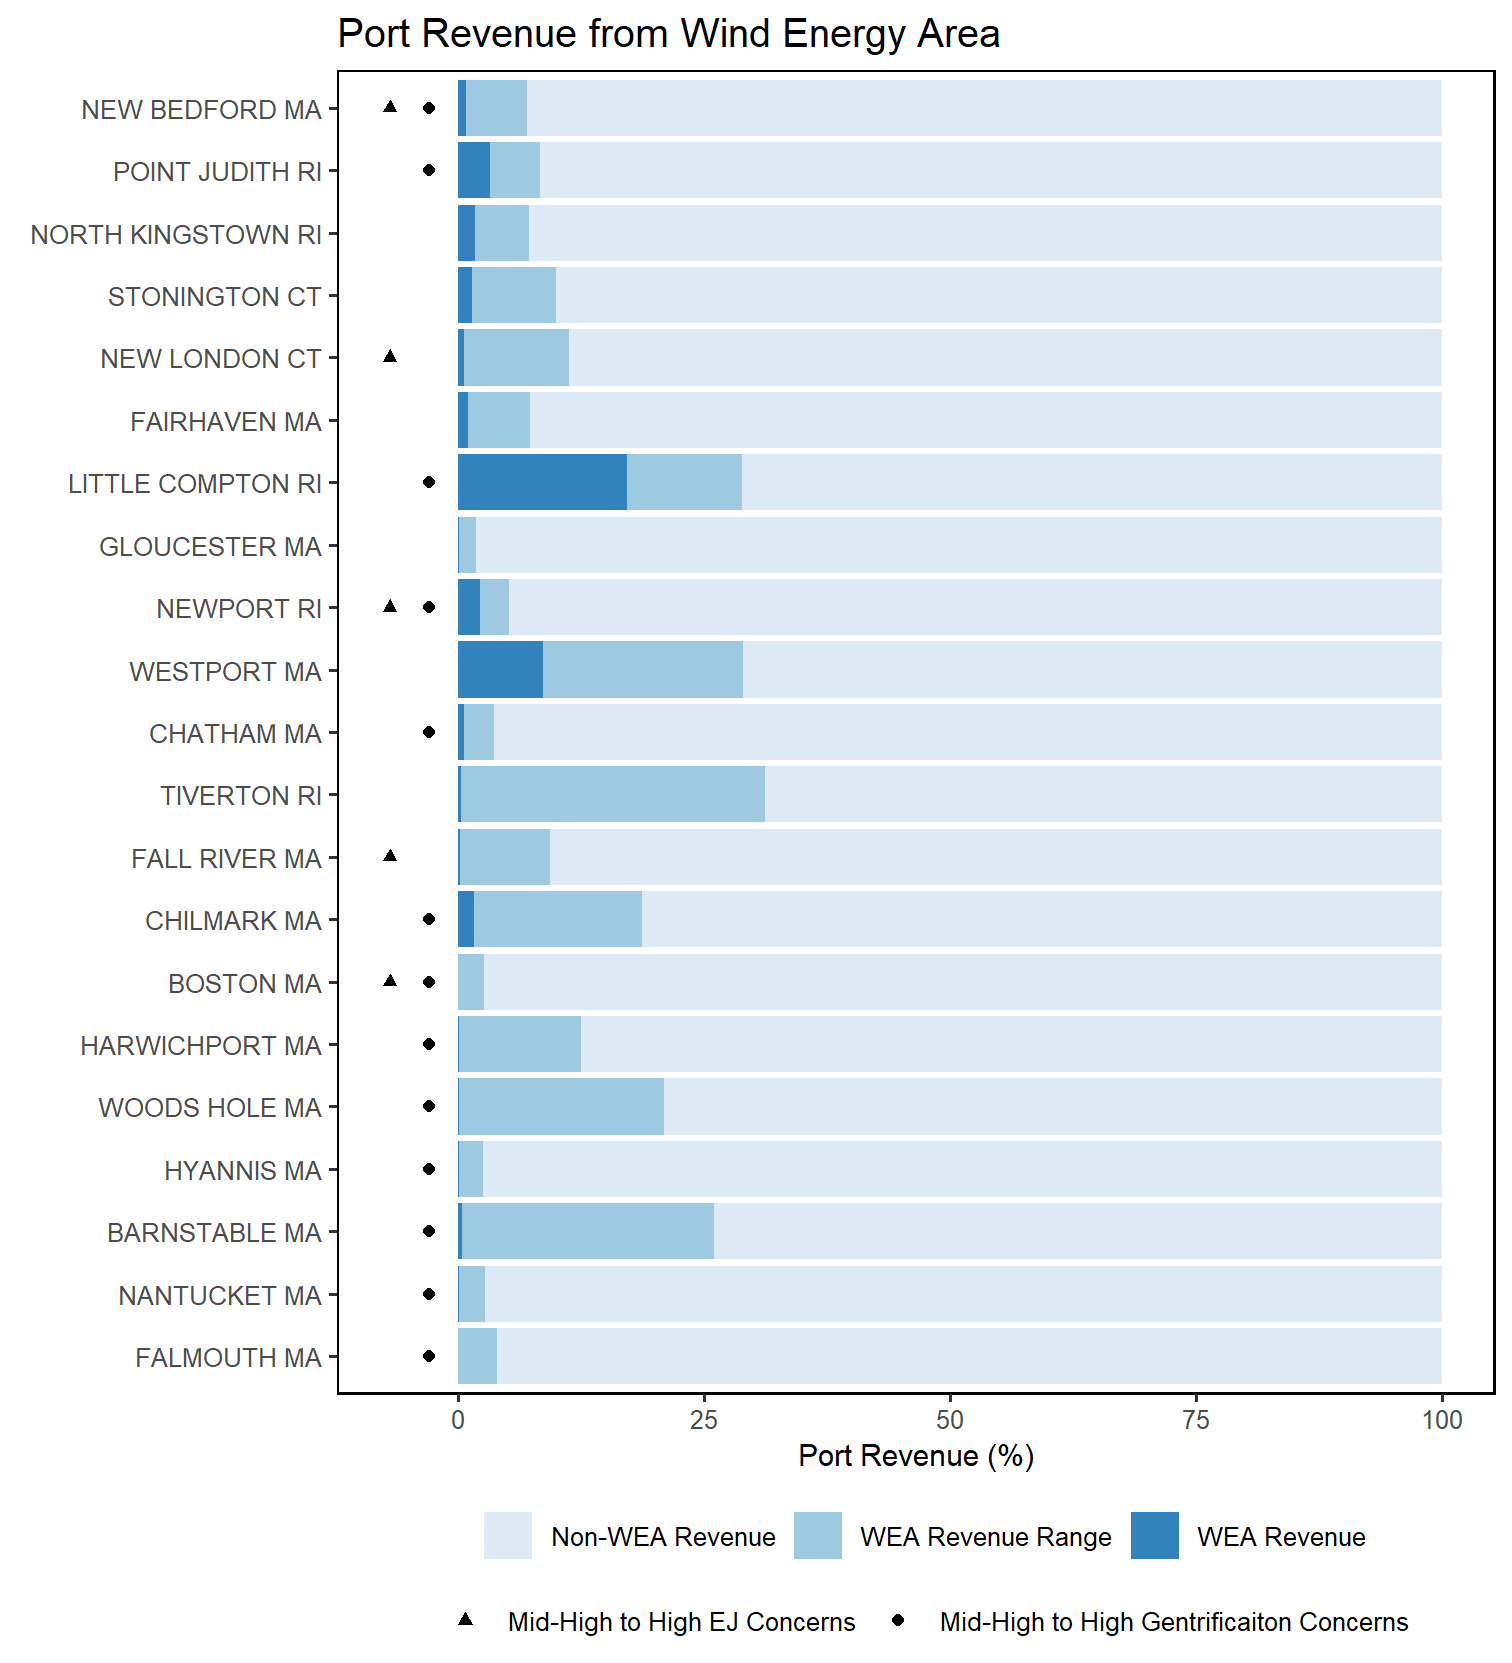 Port Revenue from Wind Energy Area
NEW BEDFORD MA
POINT JUDITH RI
NORTH KINGSTOWN RI
STONINGTON CT
NEW LONDON CT
FAIRHAVEN MA
LITTLE COMPTON RI
GLOUCESTER MA
NEWPORT RI
WESTPORT MA
CHATHAM MA
TIVERTON RI
FALL RIVER MA
CHILMARK MA
BOSTON MA
HARWICHPORT MA
WOODS HOLE MA
HYANNIS MA
BARNSTABLE MA
NANTUCKET MA
FALMOUTH MA
0 25 50 75 100
Port Revenue (%)
Non-WEA Revenue WEA Revenue Range WEA Revenue
Mid-High to High EJ Concerns Mid-High to High Gentrificaiton Concerns